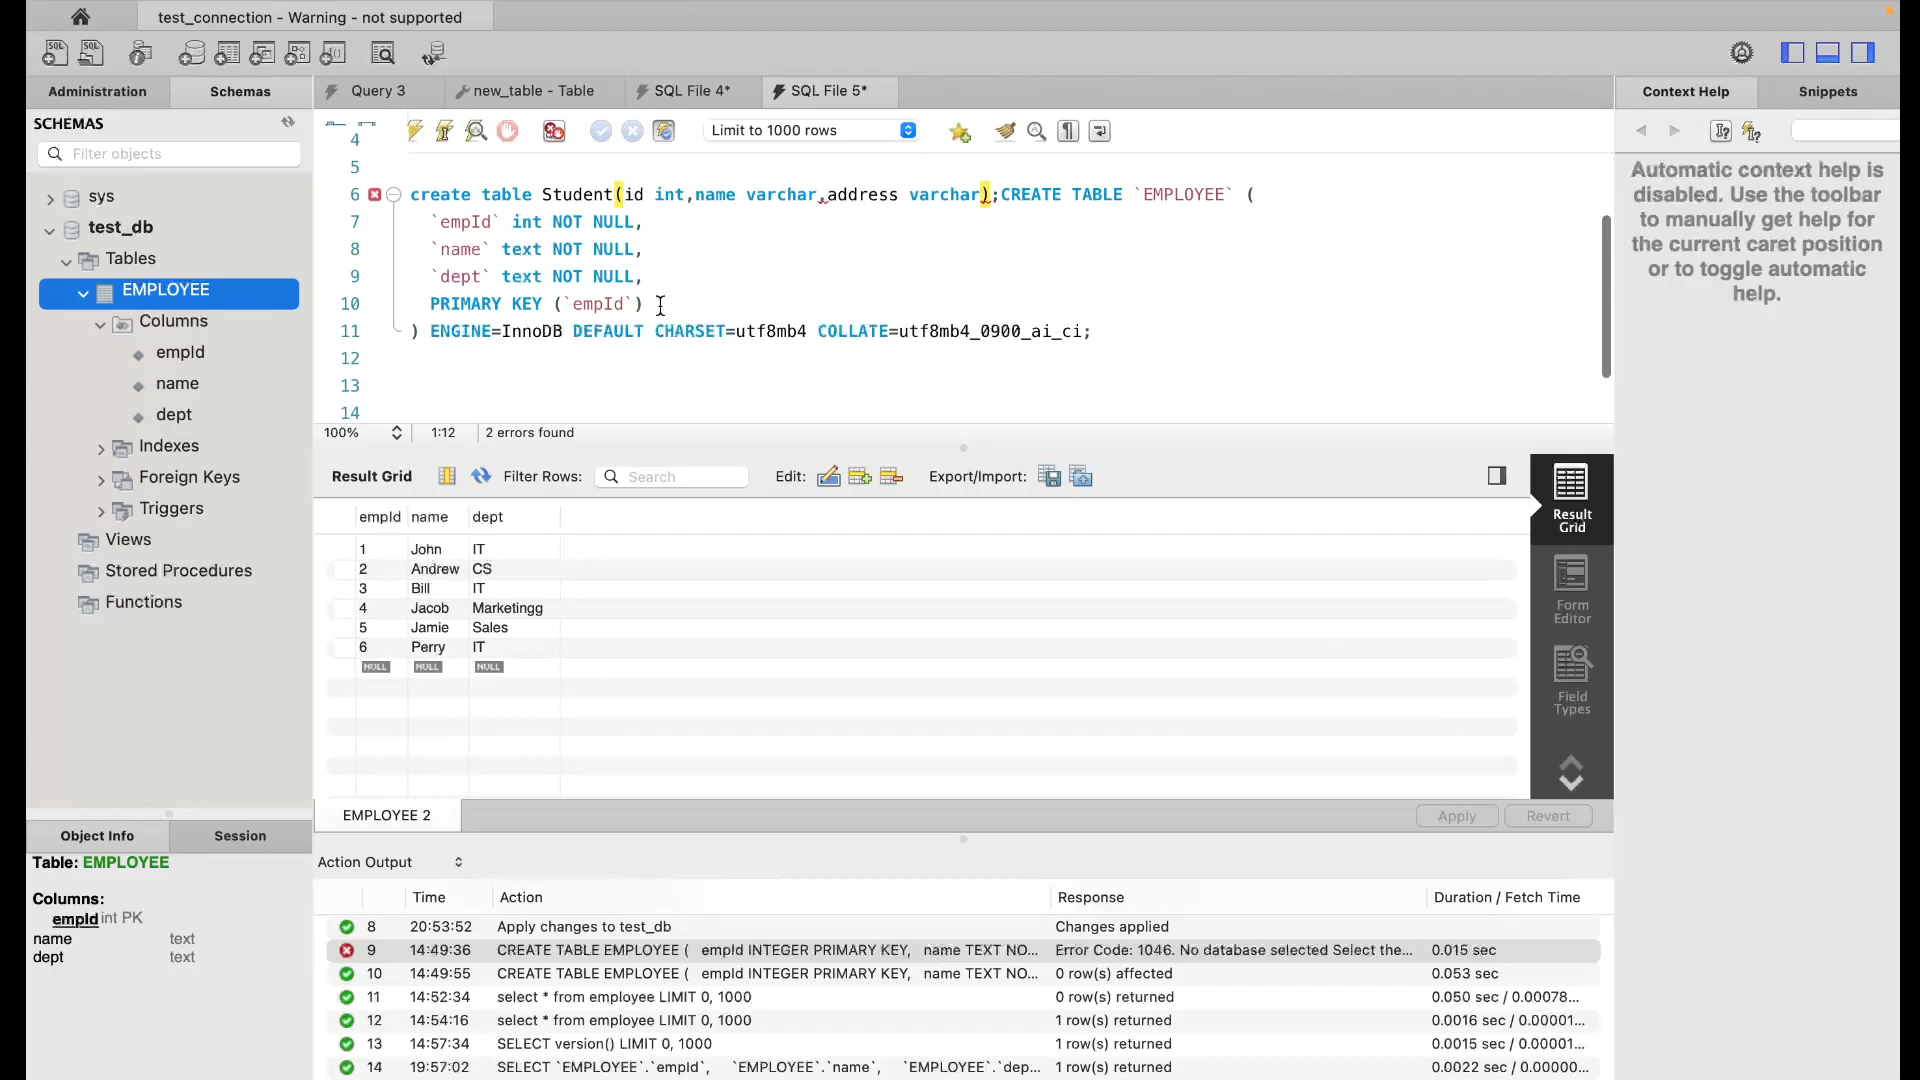 test_connection - Warning - not supported
Administration
Schemas
Query 3
new_table - Table
SQL File 4*
SQL File 5*
Context Help
Snippets
SCHEMAS
Filter objects
sys
test_db
Tables
EMPLOYEE
Columns
empId
name
dept
Indexes
Foreign Keys
Triggers
Views
Stored Procedures
Functions
Object Info
Session
Table: EMPLOYEE
Columns:
empId int PK
name text
dept text
Limit to 1000 rows
4
5
6 create table Student(id int,name varchar,address varchar);CREATE TABLE `EMPLOYEE` (
7 `empId` int NOT NULL,
8 `name` text NOT NULL,
9 `dept` text NOT NULL,
10 PRIMARY KEY (`empId`)
11 ) ENGINE=InnoDB DEFAULT CHARSET=utf8mb4 COLLATE=utf8mb4_0900_ai_ci;
12
13
14
100% 1:12 2 errors found
Result Grid Filter Rows: Search Edit: Export/Import:
empId name dept
1 John IT
2 Andrew CS
3 Bill IT
4 Jacob Marketingg
5 Jamie Sales
6 Perry IT
NULL NULL NULL
Result
Grid
Form
Editor
Field
Types
EMPLOYEE 2
Apply Revert
Action Output
Time Action Response Duration / Fetch Time
8 20:53:52 Apply changes to test_db Changes applied
9 14:49:36 CREATE TABLE EMPLOYEE ( empId INTEGER PRIMARY KEY, name TEXT NO... Error Code: 1046. No database selected Select the... 0.015 sec
10 14:49:55 CREATE TABLE EMPLOYEE ( empId INTEGER PRIMARY KEY, name TEXT NO... 0 row(s) affected 0.053 sec
11 14:52:34 select * from employee LIMIT 0, 1000 0 row(s) returned 0.050 sec / 0.00078...
12 14:54:16 select * from employee LIMIT 0, 1000 1 row(s) returned 0.0016 sec / 0.00001...
13 14:57:34 SELECT version() LIMIT 0, 1000 1 row(s) returned 0.0015 sec / 0.00001...
14 19:57:02 SELECT `EMPLOYEE`.`empId`, `EMPLOYEE`.`name`, `EMPLOYEE`.`dep... 1 row(s) returned 0.0022 sec / 0.00000...
Automatic context help is
disabled. Use the toolbar
to manually get help for
the current caret position
or to toggle automatic
help.